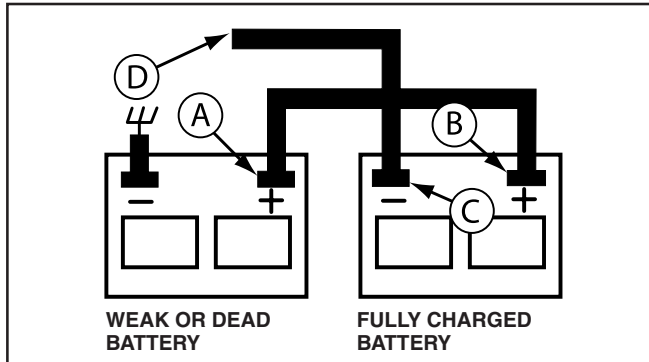 D
A
B
C
− +
− +
WEAK OR DEAD
BATTERY
FULLY CHARGED
BATTERY